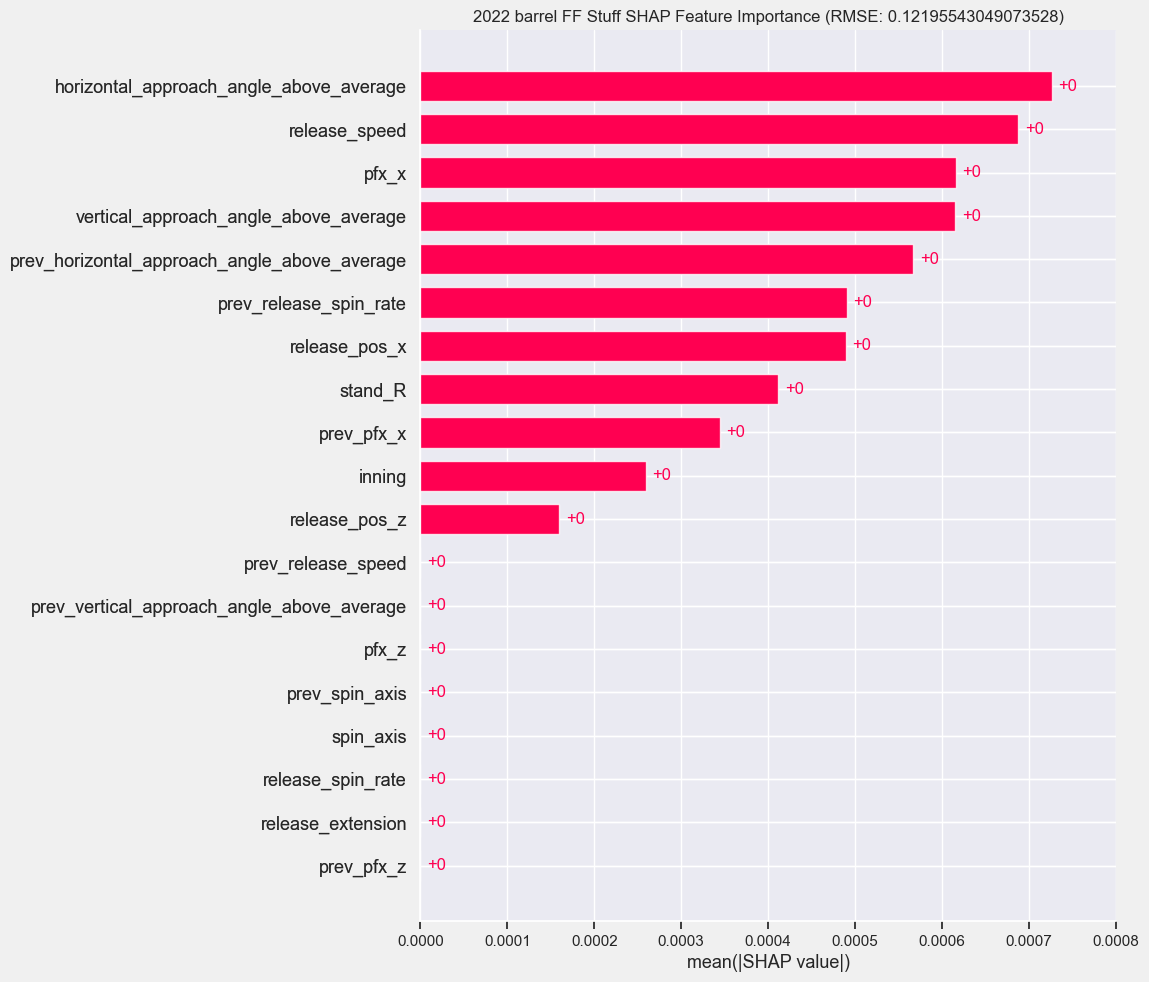 2022 barrel FF Stuff SHAP Feature Importance (RMSE: 0.12195543049073528)
horizontal_approach_angle_above_average +0
release_speed +0
pfx_x +0
vertical_approach_angle_above_average +0
prev_horizontal_approach_angle_above_average +0
prev_release_spin_rate +0
release_pos_x +0
stand_R +0
prev_pfx_x +0
inning +0
release_pos_z +0
prev_release_speed +0
prev_vertical_approach_angle_above_average +0
pfx_z +0
prev_spin_axis +0
spin_axis +0
release_spin_rate +0
release_extension +0
prev_pfx_z +0
0.0000 0.0001 0.0002 0.0003 0.0004 0.0005 0.0006 0.0007 0.0008
mean(|SHAP value|)